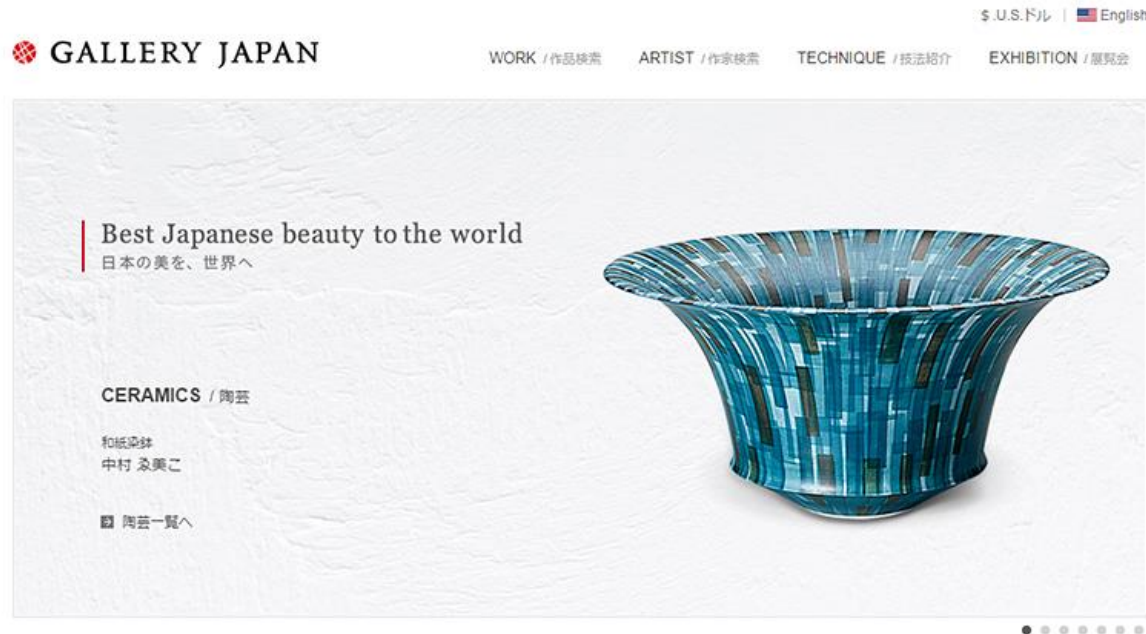 $ .U.S.ドル | English
GALLERY JAPAN
WORK / 作品検索 ARTIST / 作家検索 TECHNIQUE / 技法紹介 EXHIBITION / 展覧会
Best Japanese beauty to the world
日本の美を、世界へ
CERAMICS / 陶芸
和紙染鉢
中村 ゑ美こ
陶芸一覧へ